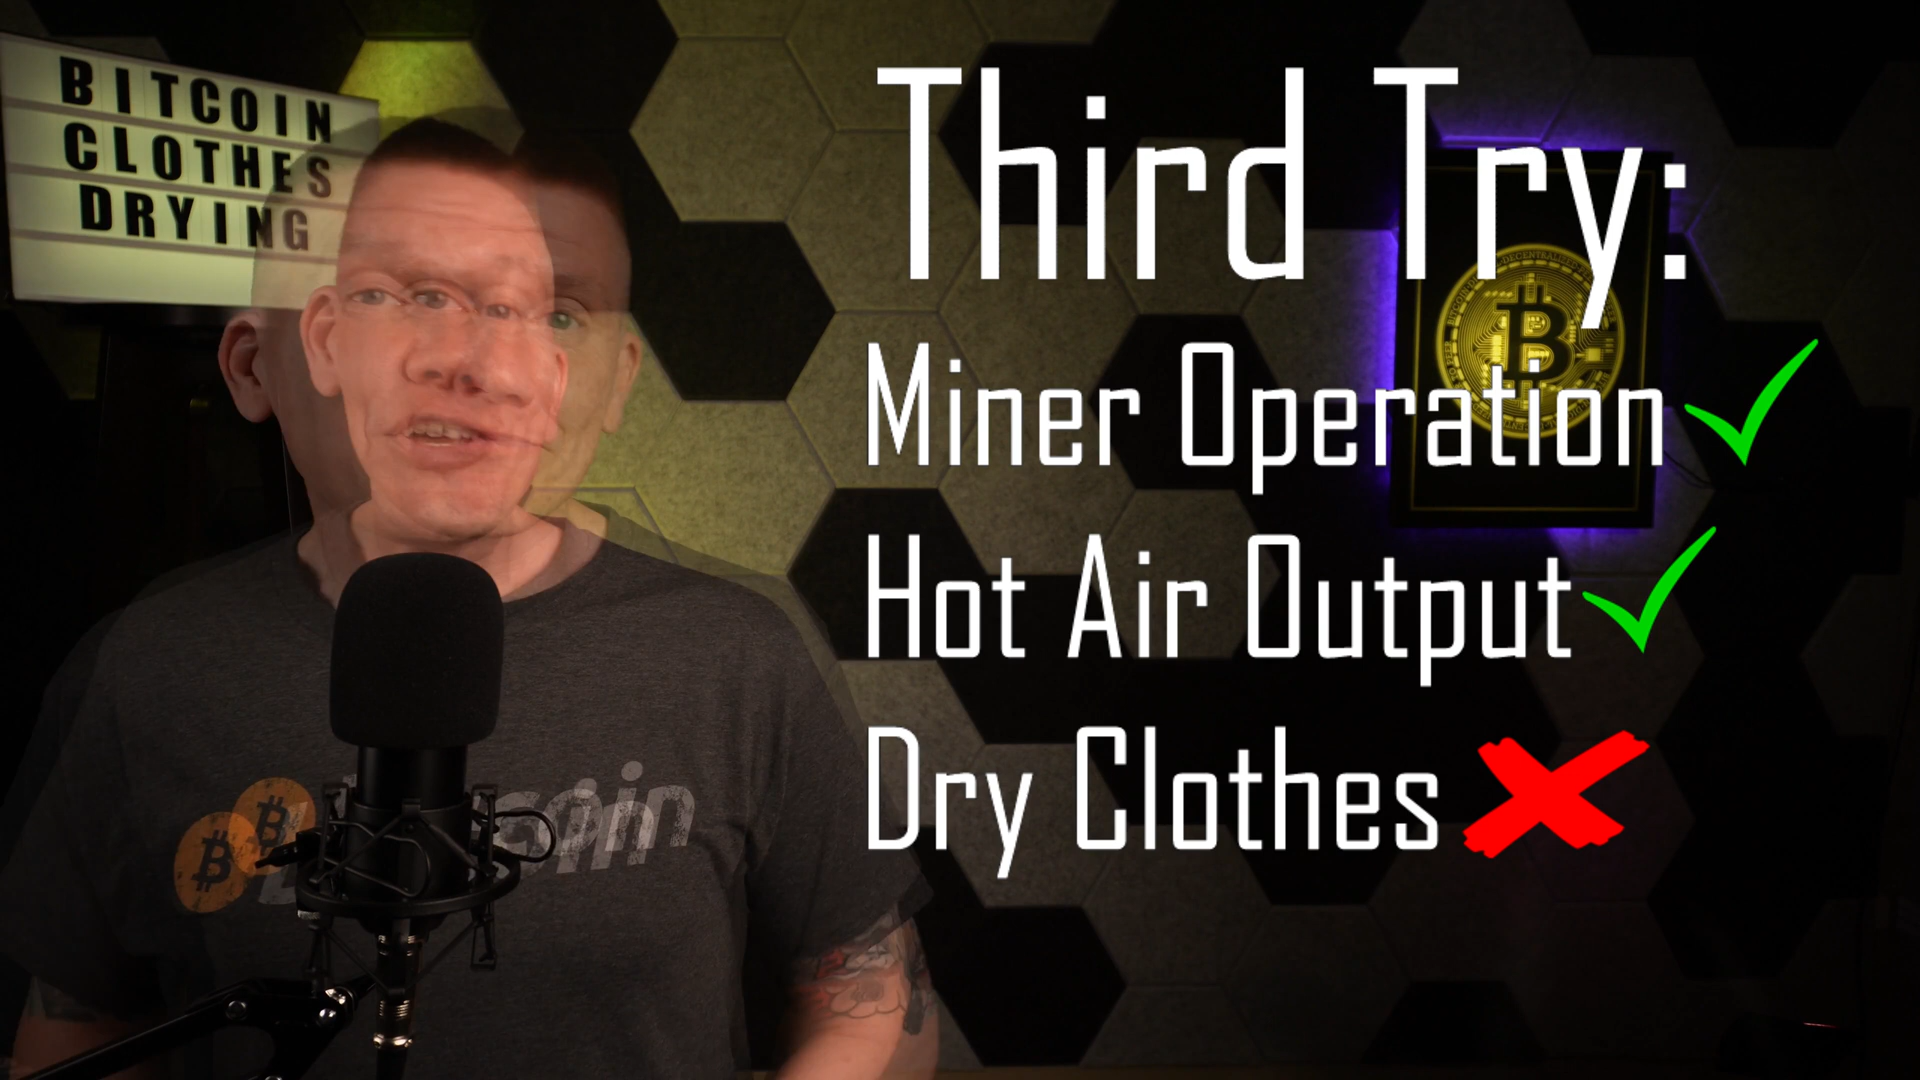 BITCOIN
CLOTHES
DRYING
Third Try:
Miner Operation
Hot Air Output
Dry Clothes